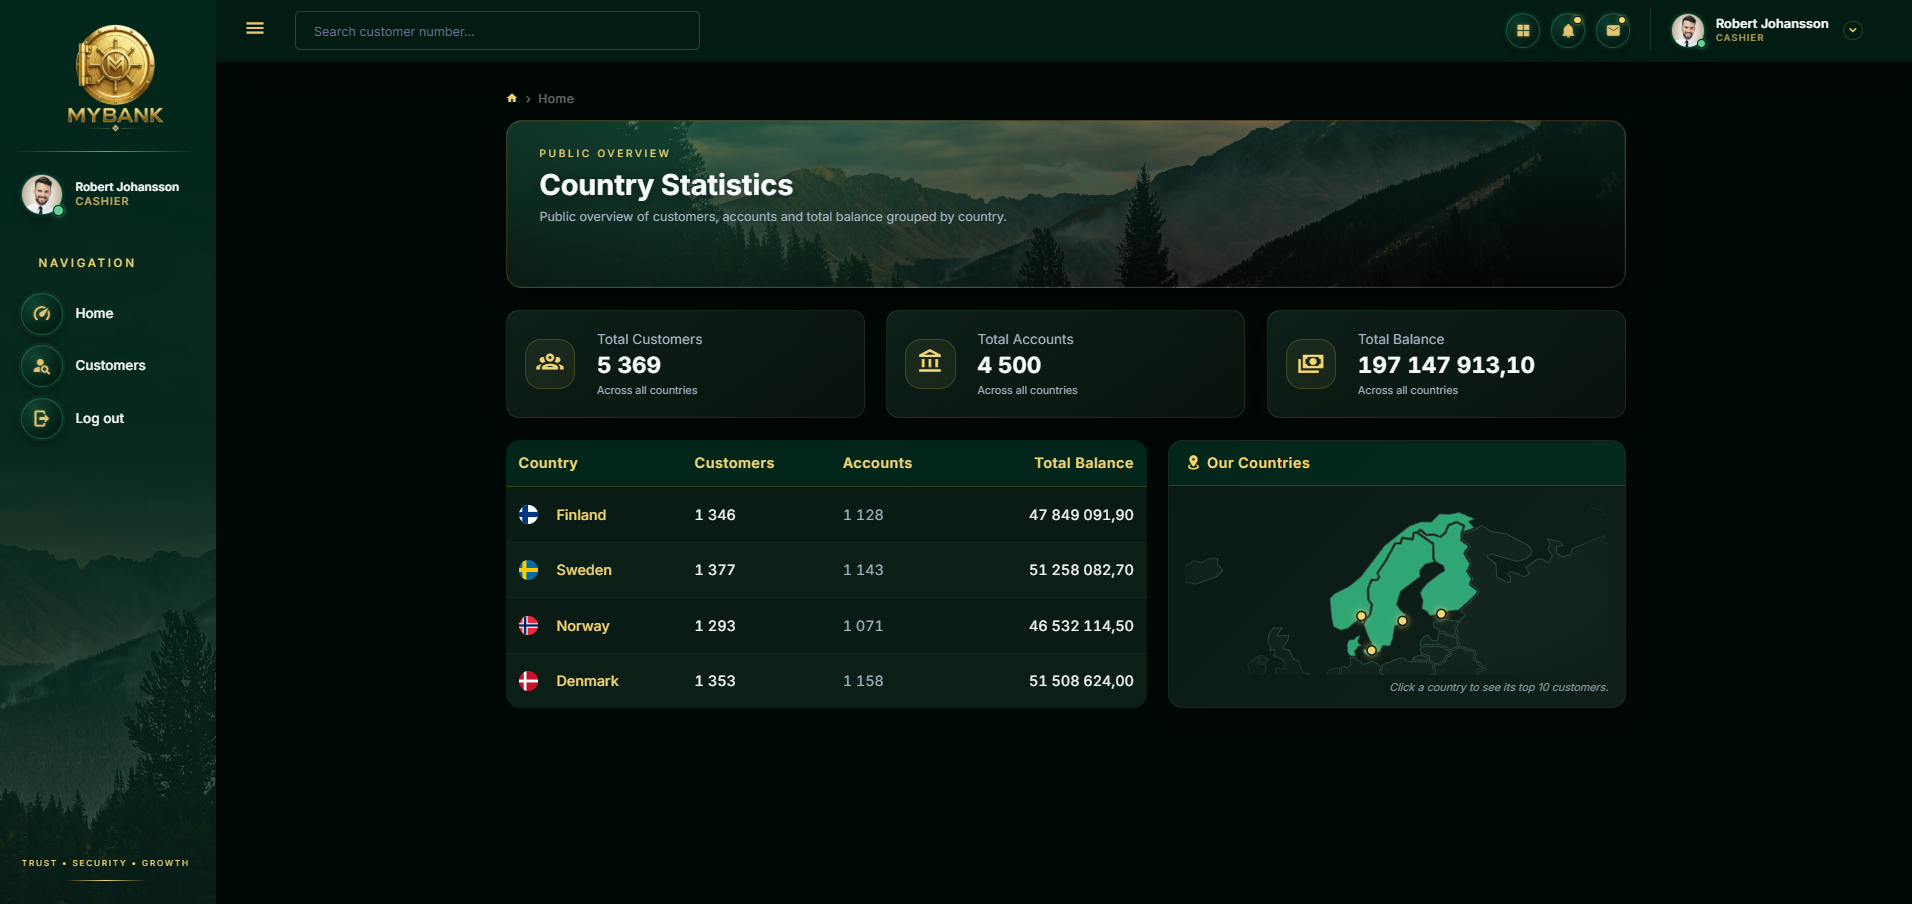 MYBANK
Robert Johansson
CASHIER
NAVIGATION
Home
Customers
Log out
TRUST • SECURITY • GROWTH
Search customer number...
Robert Johansson
CASHIER
Home
PUBLIC OVERVIEW
Country Statistics
Public overview of customers, accounts and total balance grouped by country.
Total Customers
5 369
Across all countries
Total Accounts
4 500
Across all countries
Total Balance
197 147 913,10
Across all countries
Country Customers Accounts Total Balance
Finland 1 346 1 128 47 849 091,90
Sweden 1 377 1 143 51 258 082,70
Norway 1 293 1 071 46 532 114,50
Denmark 1 353 1 158 51 508 624,00
Our Countries
Click a country to see its top 10 customers.